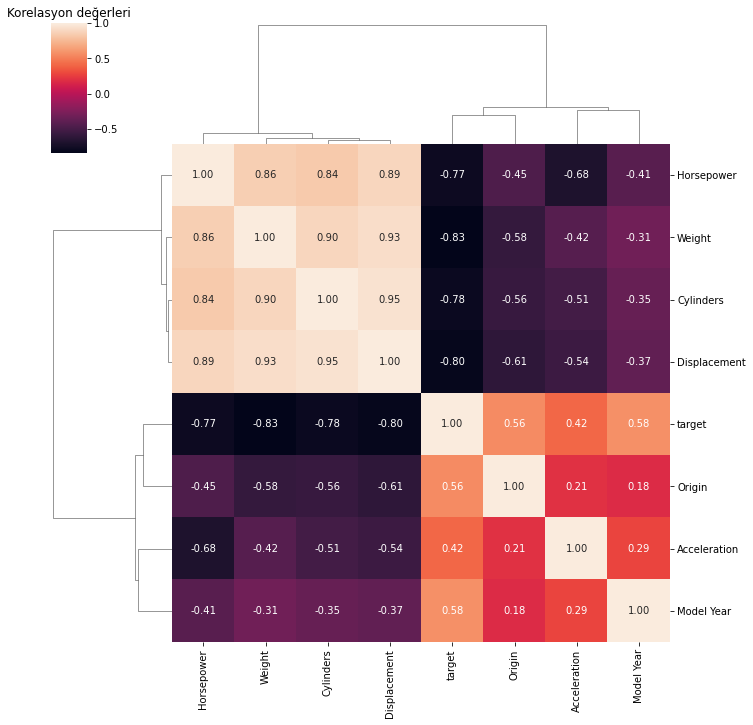 Korelasyon değerleri
1.0
0.5
0.0
−0.5
1.00 0.86 0.84 0.89 -0.77 -0.45 -0.68 -0.41 Horsepower
0.86 1.00 0.90 0.93 -0.83 -0.58 -0.42 -0.31 Weight
0.84 0.90 1.00 0.95 -0.78 -0.56 -0.51 -0.35 Cylinders
0.89 0.93 0.95 1.00 -0.80 -0.61 -0.54 -0.37 Displacement
-0.77 -0.83 -0.78 -0.80 1.00 0.56 0.42 0.58 target
-0.45 -0.58 -0.56 -0.61 0.56 1.00 0.21 0.18 Origin
-0.68 -0.42 -0.51 -0.54 0.42 0.21 1.00 0.29 Acceleration
-0.41 -0.31 -0.35 -0.37 0.58 0.18 0.29 1.00 Model Year
Horsepower
Weight
Cylinders
Displacement
target
Origin
Acceleration
Model Year